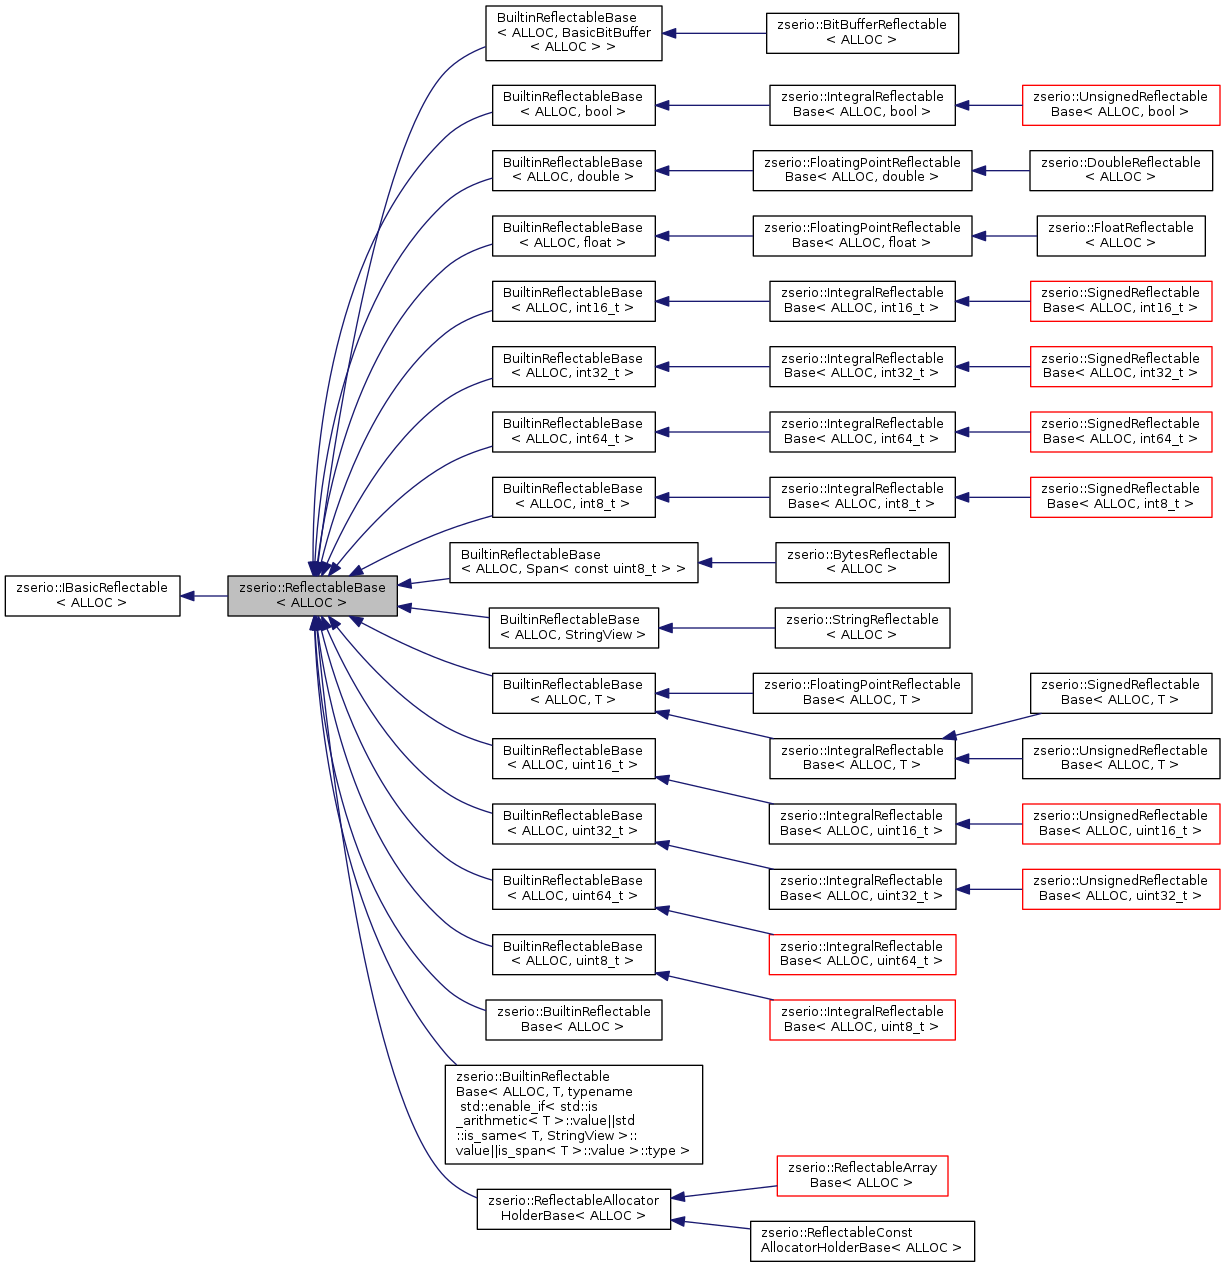 BuiltinReflectableBase
< ALLOC, BasicBitBuffer
< ALLOC > >
zserio::BitBufferReflectable
< ALLOC >
BuiltinReflectableBase
< ALLOC, bool >
zserio::IntegralReflectable
Base< ALLOC, bool >
zserio::UnsignedReflectable
Base< ALLOC, bool >
BuiltinReflectableBase
< ALLOC, double >
zserio::FloatingPointReflectable
Base< ALLOC, double >
zserio::DoubleReflectable
< ALLOC >
BuiltinReflectableBase
< ALLOC, float >
zserio::FloatingPointReflectable
Base< ALLOC, float >
zserio::FloatReflectable
< ALLOC >
BuiltinReflectableBase
< ALLOC, int16_t >
zserio::IntegralReflectable
Base< ALLOC, int16_t >
zserio::SignedReflectable
Base< ALLOC, int16_t >
BuiltinReflectableBase
< ALLOC, int32_t >
zserio::IntegralReflectable
Base< ALLOC, int32_t >
zserio::SignedReflectable
Base< ALLOC, int32_t >
BuiltinReflectableBase
< ALLOC, int64_t >
zserio::IntegralReflectable
Base< ALLOC, int64_t >
zserio::SignedReflectable
Base< ALLOC, int64_t >
BuiltinReflectableBase
< ALLOC, int8_t >
zserio::IntegralReflectable
Base< ALLOC, int8_t >
zserio::SignedReflectable
Base< ALLOC, int8_t >
BuiltinReflectableBase
< ALLOC, Span< const uint8_t > >
zserio::BytesReflectable
< ALLOC >
zserio::IBasicReflectable
< ALLOC >
zserio::ReflectableBase
< ALLOC >
BuiltinReflectableBase
< ALLOC, StringView >
zserio::StringReflectable
< ALLOC >
BuiltinReflectableBase
< ALLOC, T >
zserio::FloatingPointReflectable
Base< ALLOC, T >
zserio::SignedReflectable
Base< ALLOC, T >
BuiltinReflectableBase
< ALLOC, uint16_t >
zserio::IntegralReflectable
Base< ALLOC, T >
zserio::UnsignedReflectable
Base< ALLOC, T >
BuiltinReflectableBase
< ALLOC, uint32_t >
zserio::IntegralReflectable
Base< ALLOC, uint16_t >
zserio::UnsignedReflectable
Base< ALLOC, uint16_t >
BuiltinReflectableBase
< ALLOC, uint64_t >
zserio::IntegralReflectable
Base< ALLOC, uint32_t >
zserio::UnsignedReflectable
Base< ALLOC, uint32_t >
BuiltinReflectableBase
< ALLOC, uint8_t >
zserio::IntegralReflectable
Base< ALLOC, uint64_t >
zserio::BuiltinReflectable
Base< ALLOC >
zserio::IntegralReflectable
Base< ALLOC, uint8_t >
zserio::BuiltinReflectable
Base< ALLOC, T, typename
std::enable_if< std::is
_arithmetic< T >::value||std
::is_same< T, StringView >::
value||is_span< T >::value >::type >
zserio::ReflectableAllocator
HolderBase< ALLOC >
zserio::ReflectableArray
Base< ALLOC >
zserio::ReflectableConst
AllocatorHolderBase< ALLOC >